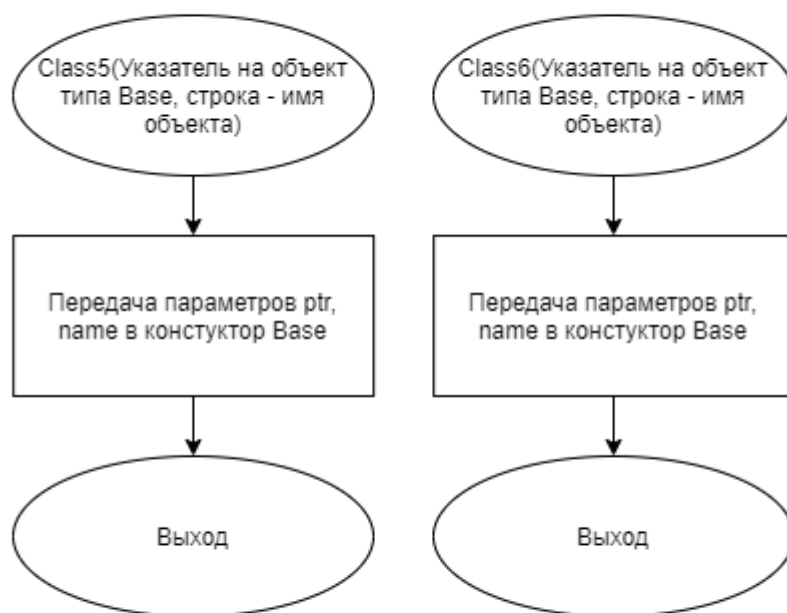 Class5(Указатель на объект
типа Base, строка - имя
объекта)
Передача параметров ptr,
name в констуктор Base
Выход
Class6(Указатель на объект
типа Base, строка - имя
объекта)
Передача параметров ptr,
name в констуктор Base
Выход